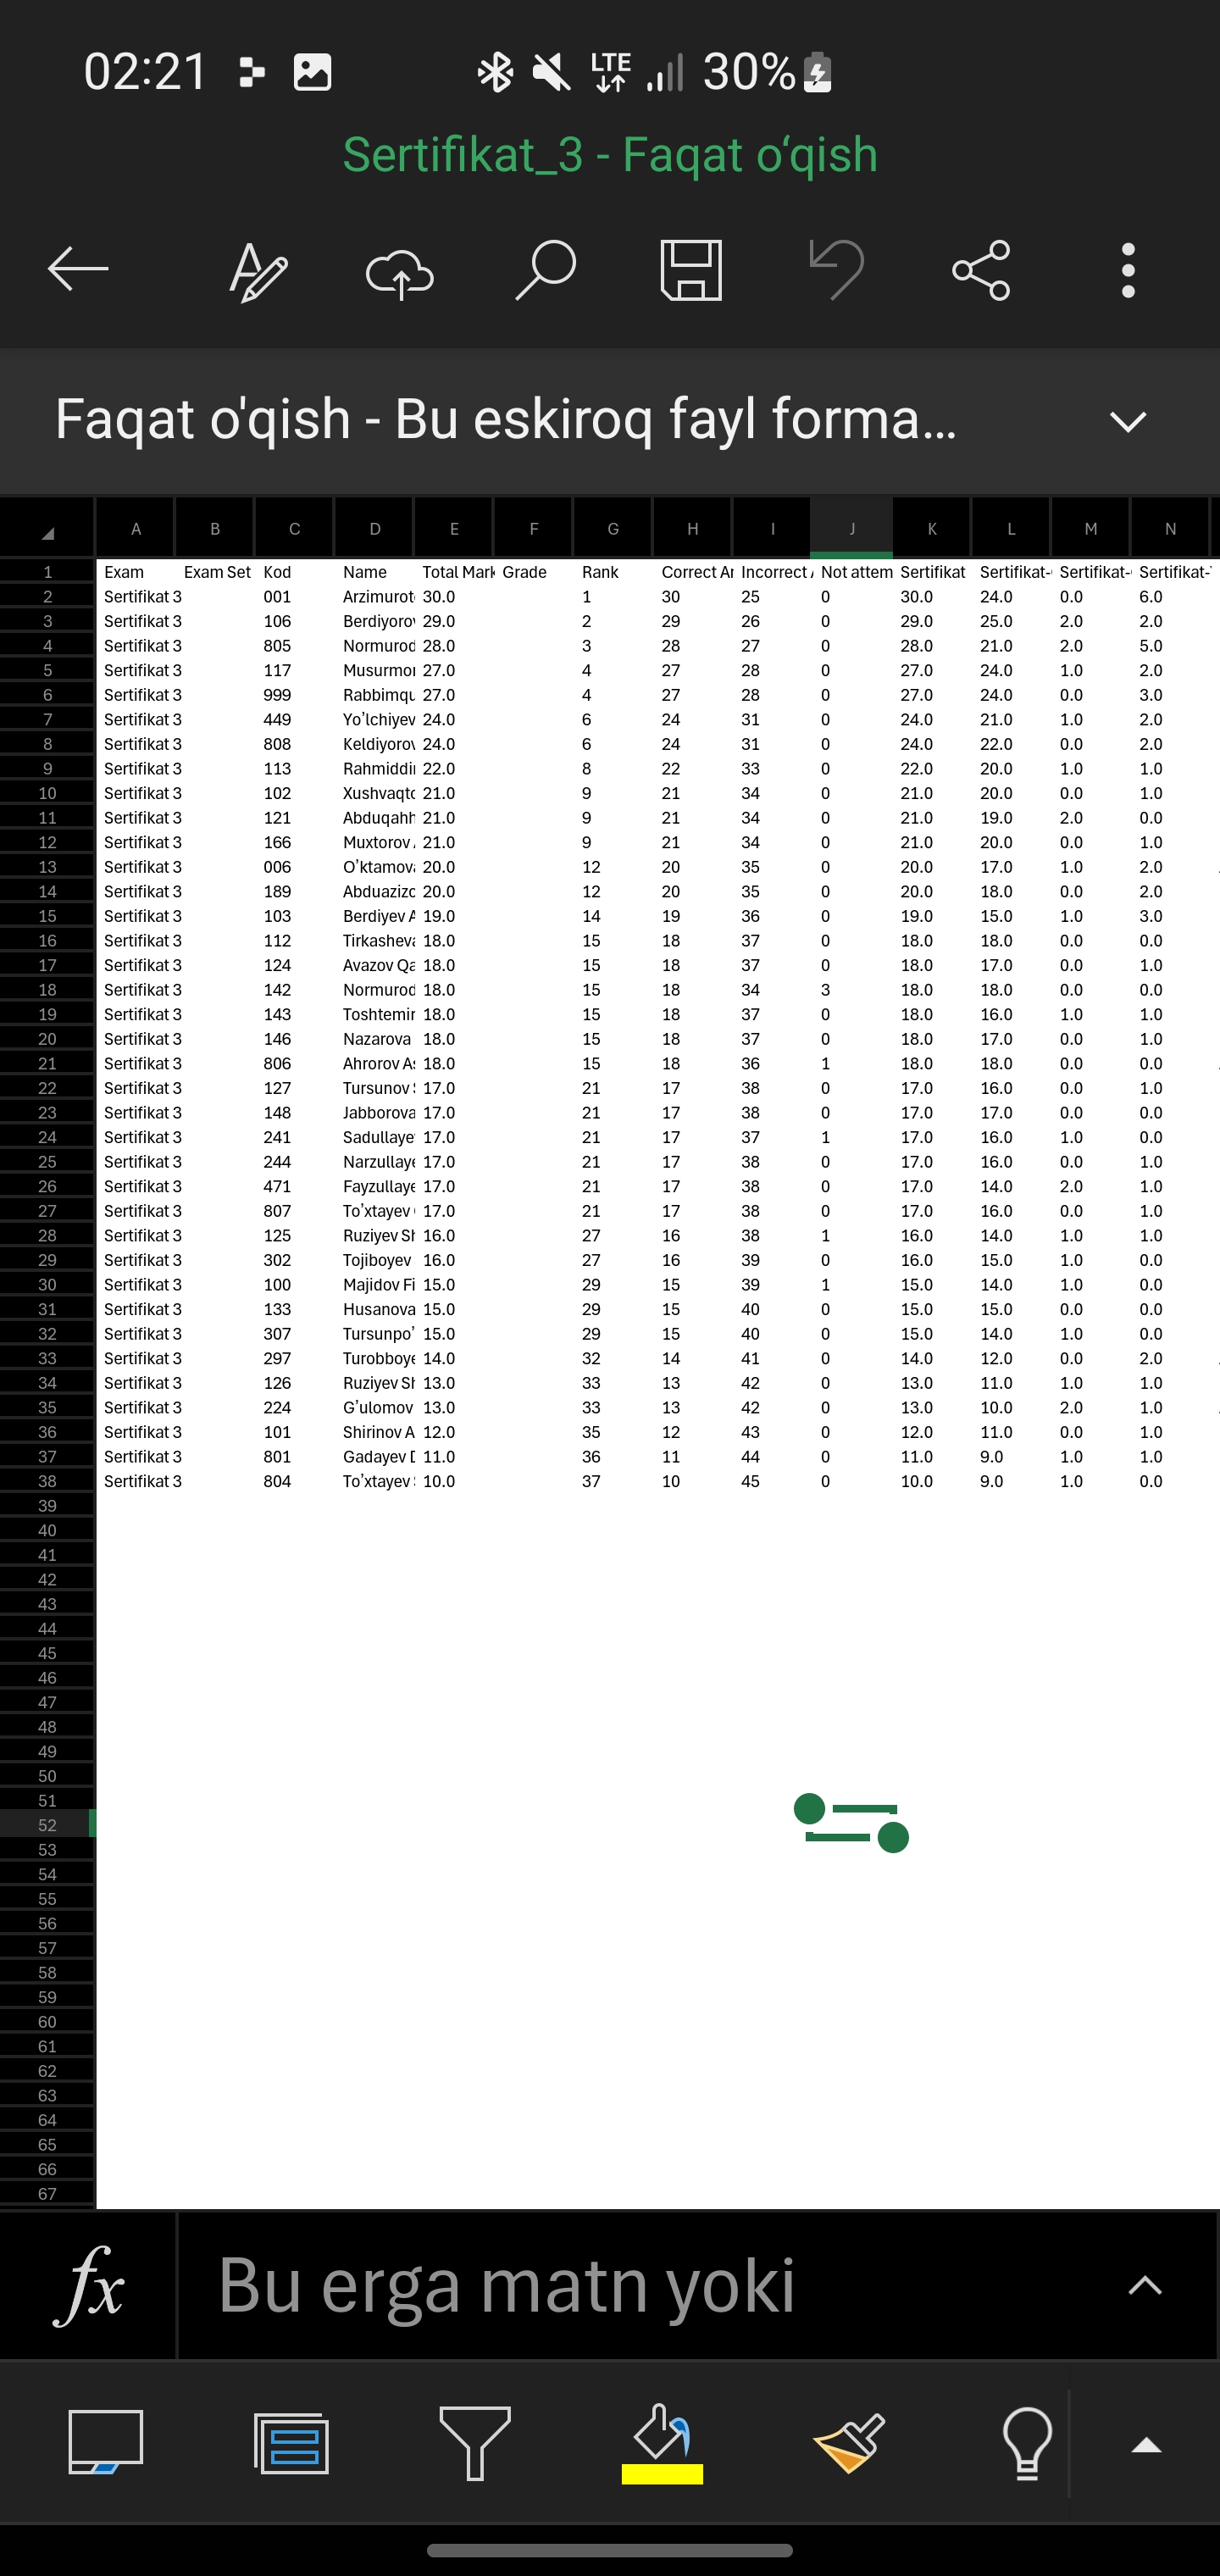 02:21 LTE 30%
Sertifikat_3 - Faqat o‘qish
Faqat o'qish - Bu eskiroq fayl forma...
A B C D E F G H I J K L M N
1 Exam Exam Set Kod Name Total Mark Grade Rank Correct An Incorrect A Not attem Sertifikat Sertifikat- Sertifikat- Sertifikat-
2 Sertifikat 3 001 Arzimurot 30.0 1 30 25 0 30.0 24.0 0.0 6.0
3 Sertifikat 3 106 Berdiyorov 29.0 2 29 26 0 29.0 25.0 2.0 2.0
4 Sertifikat 3 805 Normurod 28.0 3 28 27 0 28.0 21.0 2.0 5.0
5 Sertifikat 3 117 Musurmon 27.0 4 27 28 0 27.0 24.0 1.0 2.0
6 Sertifikat 3 999 Rabbimqu 27.0 4 27 28 0 27.0 24.0 0.0 3.0
7 Sertifikat 3 449 Yo’lchiyev 24.0 6 24 31 0 24.0 21.0 1.0 2.0
8 Sertifikat 3 808 Keldiyorov 24.0 6 24 31 0 24.0 22.0 0.0 2.0
9 Sertifikat 3 113 Rahmiddin 22.0 8 22 33 0 22.0 20.0 1.0 1.0
10 Sertifikat 3 102 Xushvaqto 21.0 9 21 34 0 21.0 20.0 0.0 1.0
11 Sertifikat 3 121 Abduqahh 21.0 9 21 34 0 21.0 19.0 2.0 0.0
12 Sertifikat 3 166 Muxtorov 21.0 9 21 34 0 21.0 20.0 0.0 1.0
13 Sertifikat 3 006 O’ktamova 20.0 12 20 35 0 20.0 17.0 1.0 2.0
14 Sertifikat 3 189 Abduazizo 20.0 12 20 35 0 20.0 18.0 0.0 2.0
15 Sertifikat 3 103 Berdiyev A 19.0 14 19 36 0 19.0 15.0 1.0 3.0
16 Sertifikat 3 112 Tirkasheva 18.0 15 18 37 0 18.0 18.0 0.0 0.0
17 Sertifikat 3 124 Avazov Qa 18.0 15 18 37 0 18.0 17.0 0.0 1.0
18 Sertifikat 3 142 Normurod 18.0 15 18 34 3 18.0 18.0 0.0 0.0
19 Sertifikat 3 143 Toshtemir 18.0 15 18 37 0 18.0 16.0 1.0 1.0
20 Sertifikat 3 146 Nazarova 18.0 15 18 37 0 18.0 17.0 0.0 1.0
21 Sertifikat 3 806 Ahrorov As 18.0 15 18 36 1 18.0 18.0 0.0 0.0
22 Sertifikat 3 127 Tursunov 17.0 21 17 38 0 17.0 16.0 0.0 1.0
23 Sertifikat 3 148 Jabborova 17.0 21 17 38 0 17.0 17.0 0.0 0.0
24 Sertifikat 3 241 Sadullaye 17.0 21 17 37 1 17.0 16.0 1.0 0.0
25 Sertifikat 3 244 Narzullaye 17.0 21 17 38 0 17.0 16.0 0.0 1.0
26 Sertifikat 3 471 Fayzullaye 17.0 21 17 38 0 17.0 14.0 2.0 1.0
27 Sertifikat 3 807 To’xtayev 17.0 21 17 38 0 17.0 16.0 0.0 1.0
28 Sertifikat 3 125 Ruziyev Sh 16.0 27 16 38 1 16.0 14.0 1.0 1.0
29 Sertifikat 3 302 Tojiboyev 16.0 27 16 39 0 16.0 15.0 1.0 0.0
30 Sertifikat 3 100 Majidov Fi 15.0 29 15 39 1 15.0 14.0 1.0 0.0
31 Sertifikat 3 133 Husanova 15.0 29 15 40 0 15.0 15.0 0.0 0.0
32 Sertifikat 3 307 Tursunpo’ 15.0 29 15 40 0 15.0 14.0 1.0 0.0
33 Sertifikat 3 297 Turobboye 14.0 32 14 41 0 14.0 12.0 0.0 2.0
34 Sertifikat 3 126 Ruziyev Sh 13.0 33 13 42 0 13.0 11.0 1.0 1.0
35 Sertifikat 3 224 G’ulomov 13.0 33 13 42 0 13.0 10.0 2.0 1.0
36 Sertifikat 3 101 Shirinov A 12.0 35 12 43 0 12.0 11.0 0.0 1.0
37 Sertifikat 3 801 Gadayev D 11.0 36 11 44 0 11.0 9.0 1.0 1.0
38 Sertifikat 3 804 To’xtayev 10.0 37 10 45 0 10.0 9.0 1.0 0.0
39
40
41
42
43
44
45
46
47
48
49
50
51
52
53
54
55
56
57
58
59
60
61
62
63
64
65
66
67
fx Bu erga matn yoki